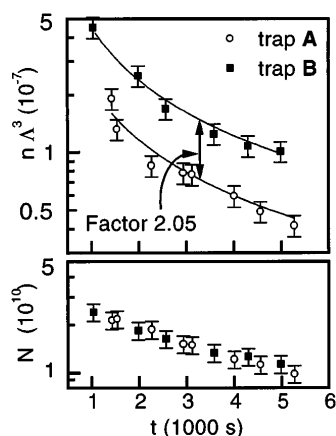 5
trap A
trap B
n Λ³ (10⁻⁷)
1
0.5
Factor 2.05
5
N (10¹⁰)
1
1 2 3 4 5 6
t (1000 s)